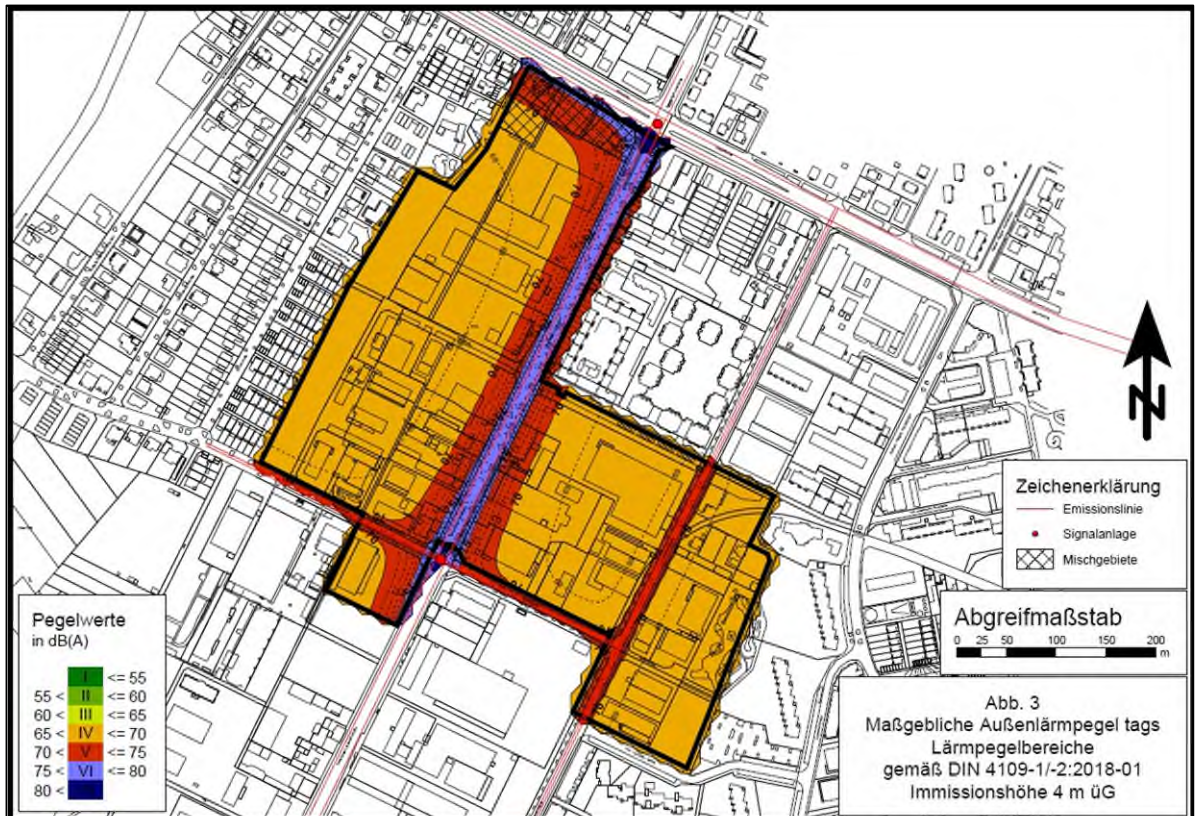 N
Zeichenerklärung
Emissionslinie
Signalanlage
Mischgebiete
Abgreifmaßstab
0 25 50 100 150 200
m
Pegelwerte
in dB(A)
I <= 55
55 < II <= 60
60 < III <= 65
65 < IV <= 70
70 < V <= 75
75 < VI <= 80
80 <
Abb. 3
Maßgebliche Außenlärmpegel tags
Lärmpegelbereiche
gemäß DIN 4109-1/-2:2018-01
Immissionshöhe 4 m üG